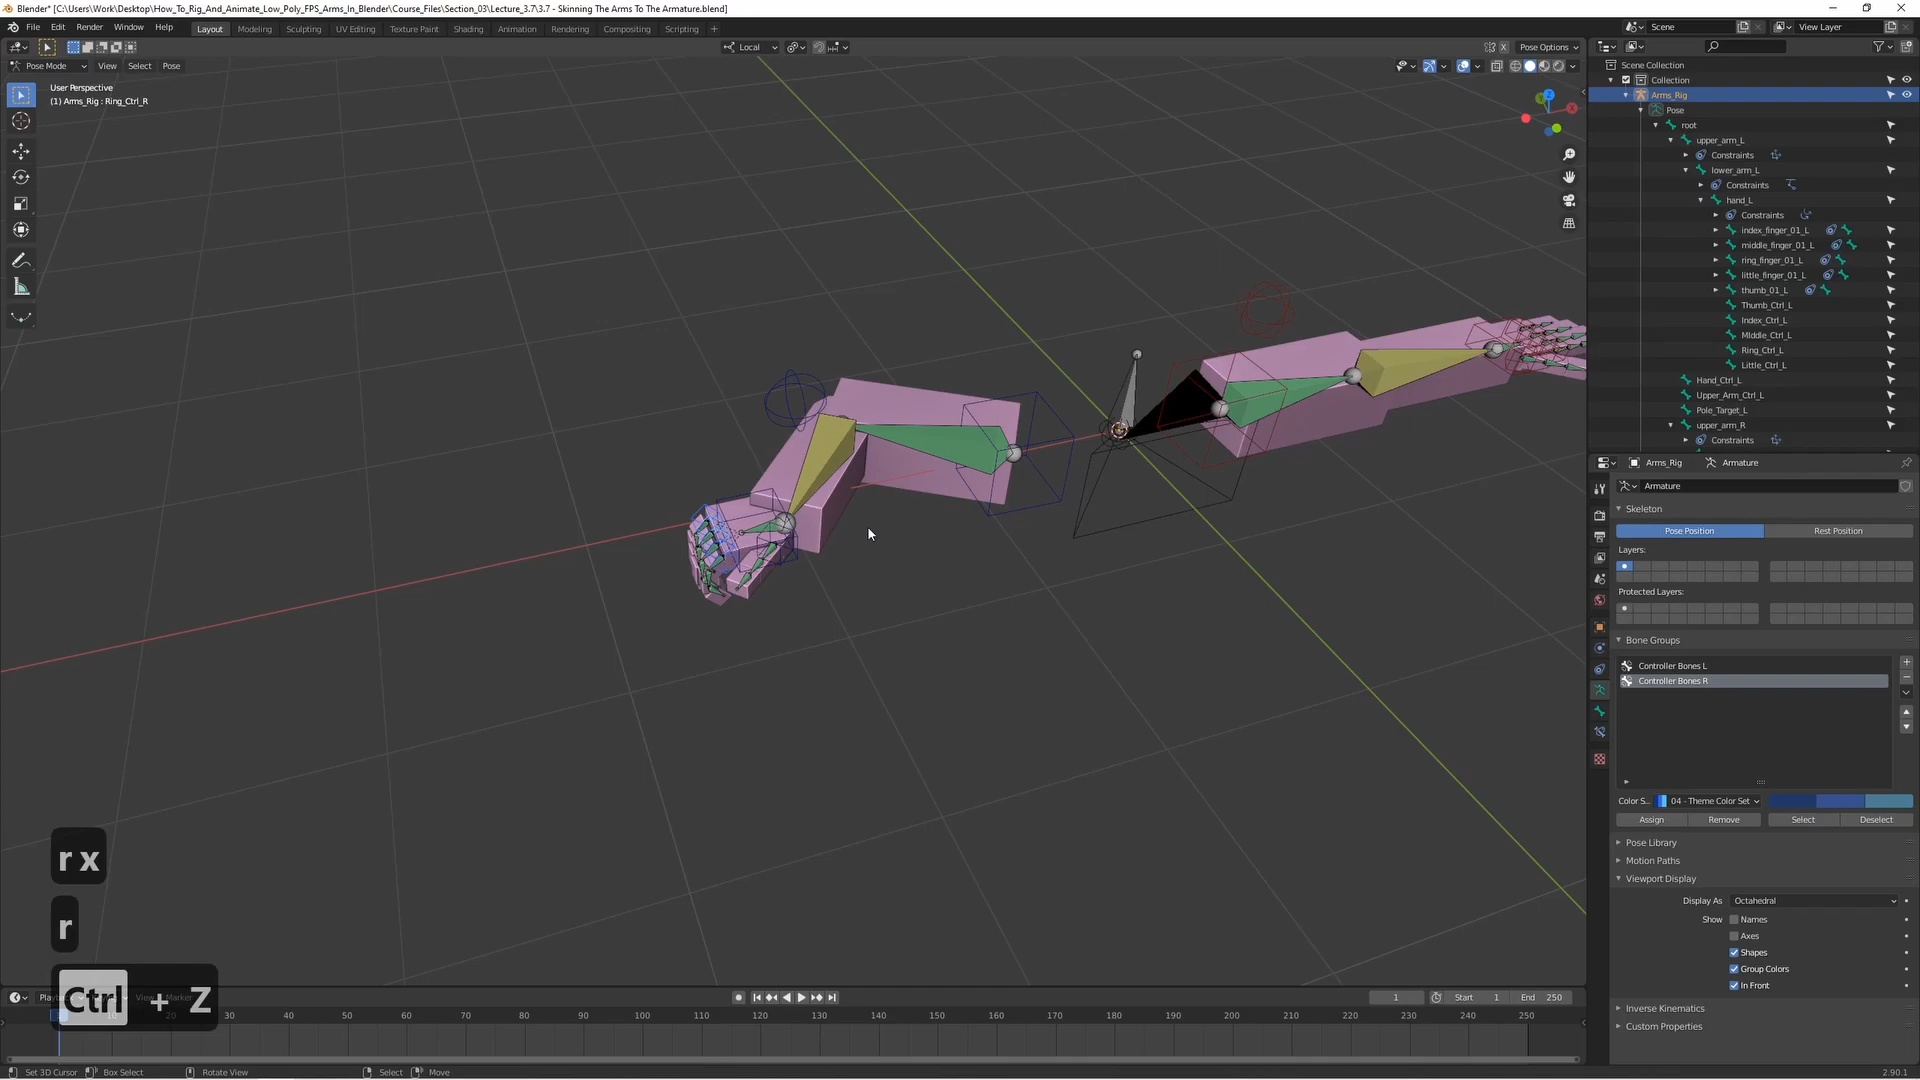 Blender* [C:\Users\Work\Desktop\How_To_Rig_And_Animate_Low_Poly_FPS_Arms_In_Blender\Course_Files\Section_03\Lecture_3.7\3.7 - Skinning The Arms To The Armature.blend]
File Edit Render Window Help Layout Modeling Sculpting UV Editing Texture Paint Shading Animation Rendering Compositing Scripting + Scene View Layer
Local X Pose Options
Pose Mode View Select Pose
User Perspective
(1) Arms_Rig : Ring_Ctrl_R
Scene Collection
Collection
Arms_Rig
Pose
root
upper_arm_L
Constraints
lower_arm_L
Constraints
hand_L
Constraints
index_finger_01_L
middle_finger_01_L
ring_finger_01_L
little_finger_01_L
thumb_01_L
Thumb_Ctrl_L
Index_Ctrl_L
Middle_Ctrl_L
Ring_Ctrl_L
Little_Ctrl_L
Hand_Ctrl_L
Upper_Arm_Ctrl_L
Pole_Target_L
upper_arm_R
Constraints
Arms_Rig Armature
Armature
Skeleton
Pose Position Rest Position
Layers:
Protected Layers:
Bone Groups
Controller Bones L
Controller Bones R
Color S... 04 - Theme Color Set
Assign Remove Select Deselect
Pose Library
Motion Paths
Viewport Display
Display As Octahedral
Show Names
Axes
Shapes
Group Colors
In Front
Inverse Kinematics
Custom Properties
r x
r
Ctrl + Z
1 Start 1 End 250
30 40 50 60 70 80 90 100 110 120 130 140 150 160 170 180 190 200 210 220 230 240 250
Set 3D Cursor Box Select Rotate View Select Move 2.90.1